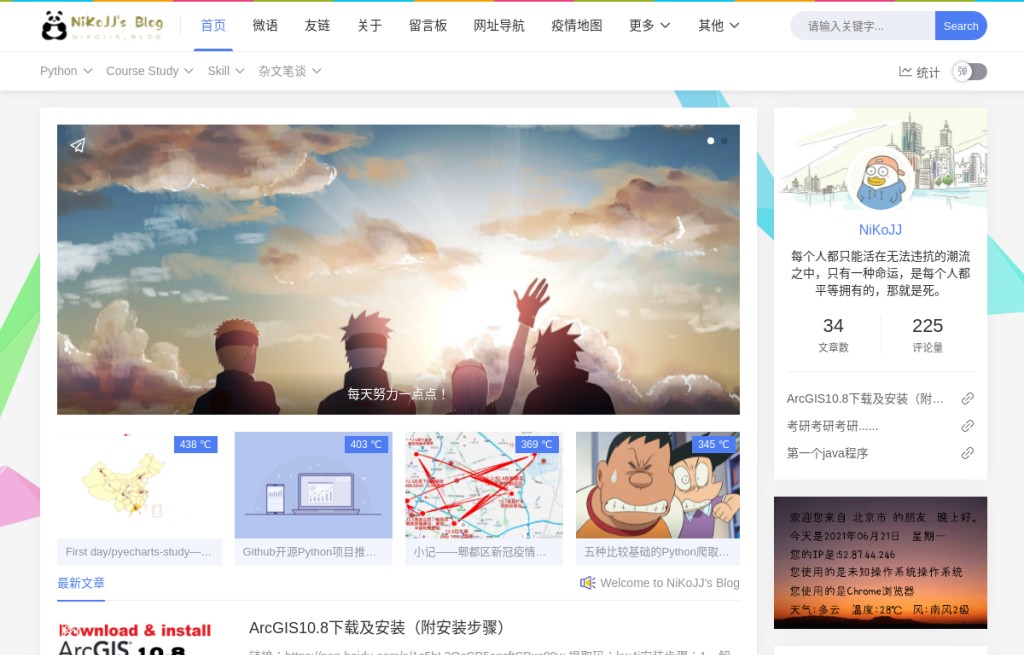 NiKoJJ's Blog
NIKOJJS_BLOG
首页 微语 友链 关于 留言板 网址导航 疫情地图 更多 其他
请输入关键字... Search
Python Course Study Skill 杂文笔谈
统计 弹
每天努力一点点！
438 ℃
First day/pyecharts-study—...
403 ℃
Github开源Python项目推...
369 ℃
小记——郫都区新冠疫情...
345 ℃
五种比较基础的Python爬取...
最新文章
Welcome to NiKoJJ's Blog
Download & install
ArcGIS 10.8
ArcGIS10.8下载及安装（附安装步骤）
NiKoJJ
每个人都只能活在无法违抗的潮流
之中，只有一种命运，是每个人都
平等拥有的，那就是死。
34 225
文章数 评论量
ArcGIS10.8下载及安装（附...
考研考研考研......
第一个java程序
欢迎您来自 北京市 的朋友 晚上好。
今天是2021年06月21日 星期一
您的IP是:52.87.44.246
您使用的是未知操作系统操作系统
您使用的是Chrome浏览器
天气:多云 温度:28℃ 风:南风2级